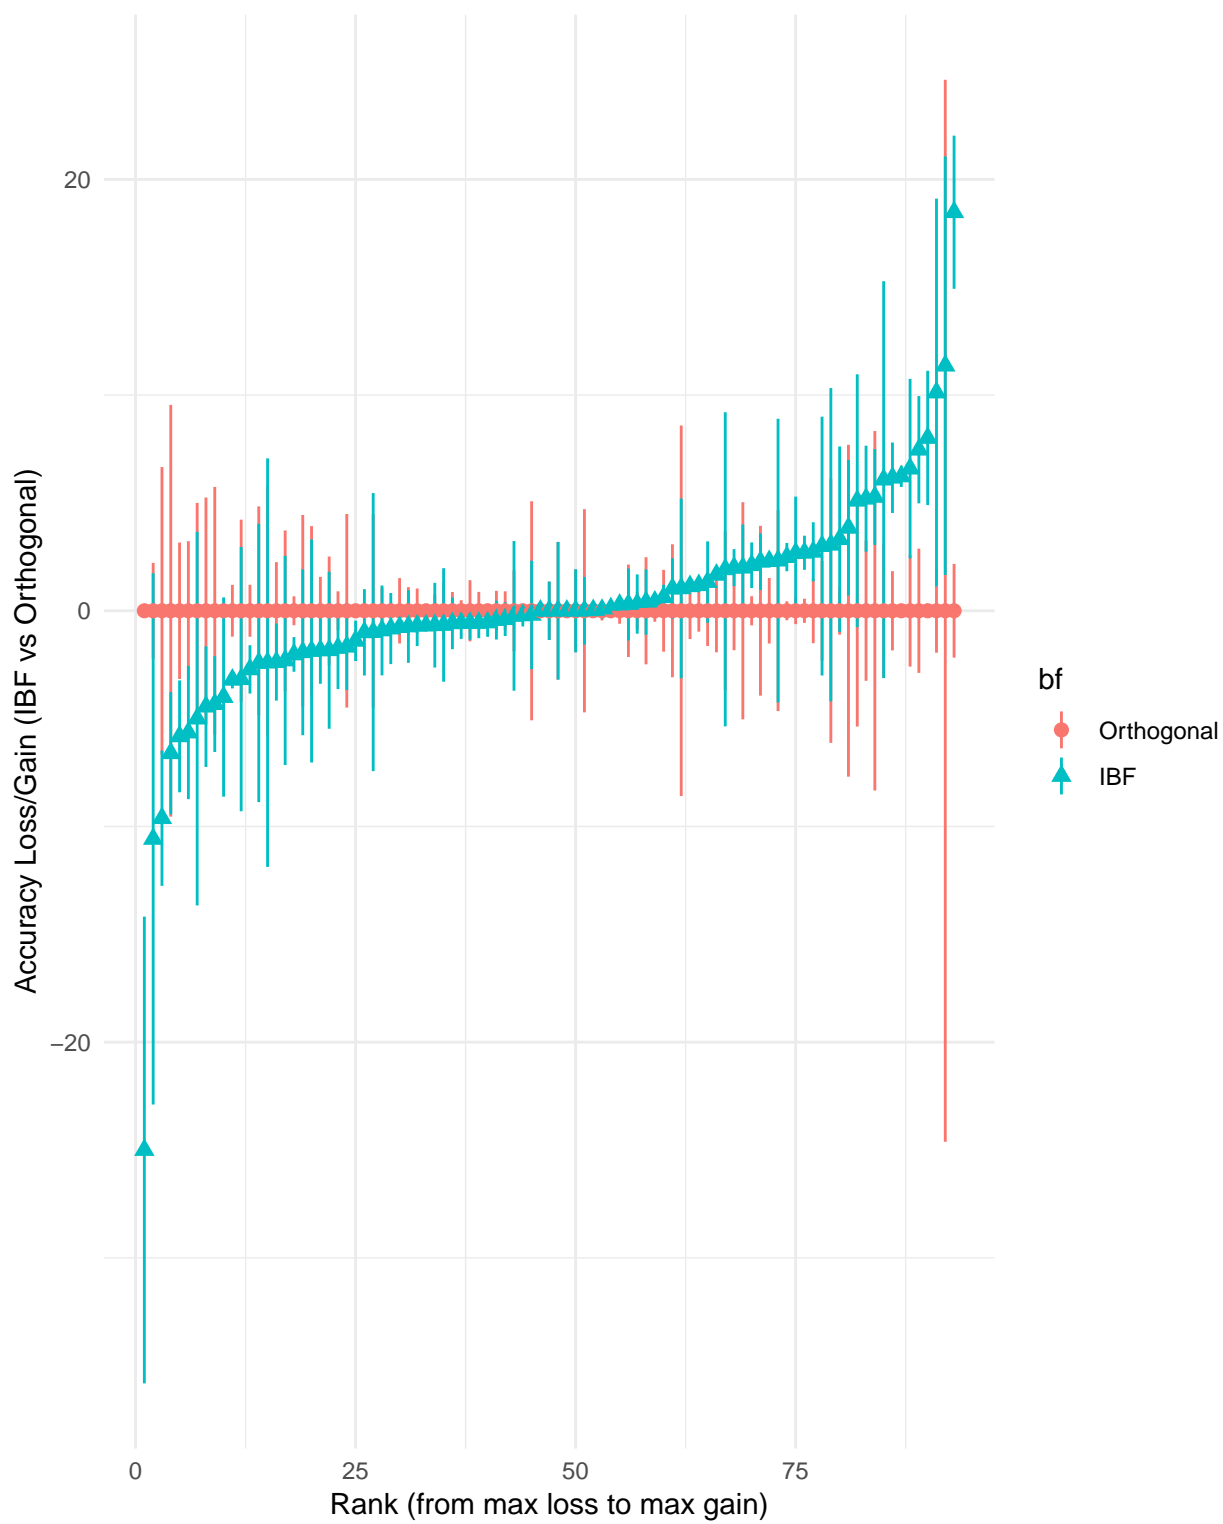 20
0
−20
Accuracy Loss/Gain (IBF vs Orthogonal)
0
25
50
75
Rank (from max loss to max gain)
bf
Orthogonal
IBF